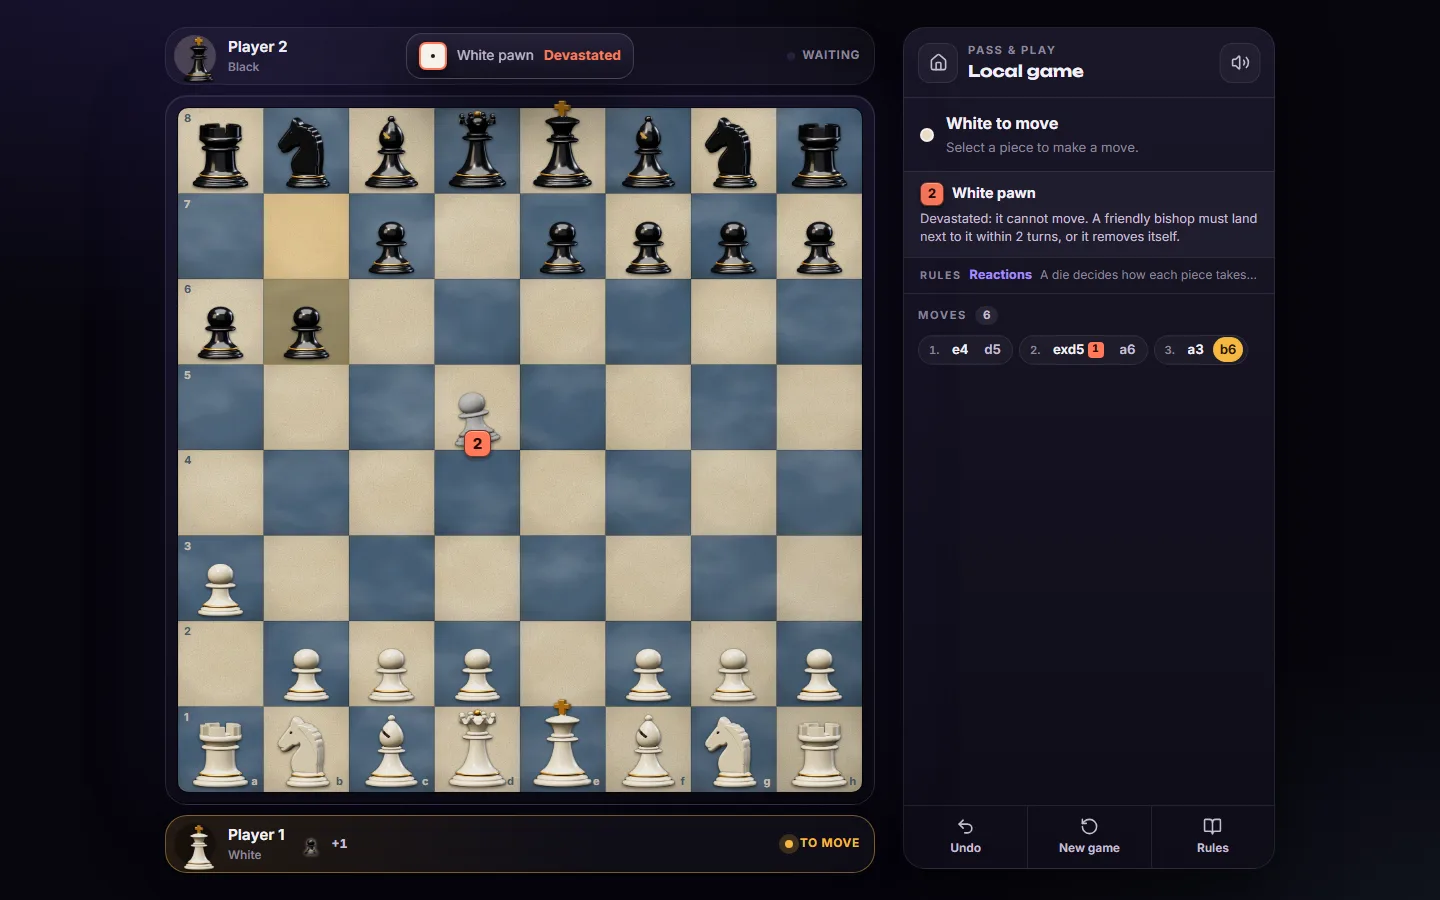 Player 2
Black
White pawn Devastated
WAITING
8
7
6
5
4
3
2
1
2
a b c d e f g h
Player 1
White
+1
TO MOVE
PASS & PLAY
Local game
White to move
Select a piece to make a move.
2 White pawn
Devastated: it cannot move. A friendly bishop must land
next to it within 2 turns, or it removes itself.
RULES Reactions A die decides how each piece takes...
MOVES 6
1. e4 d5 2. exd5 1 a6 3. a3 b6
Undo
New game
Rules